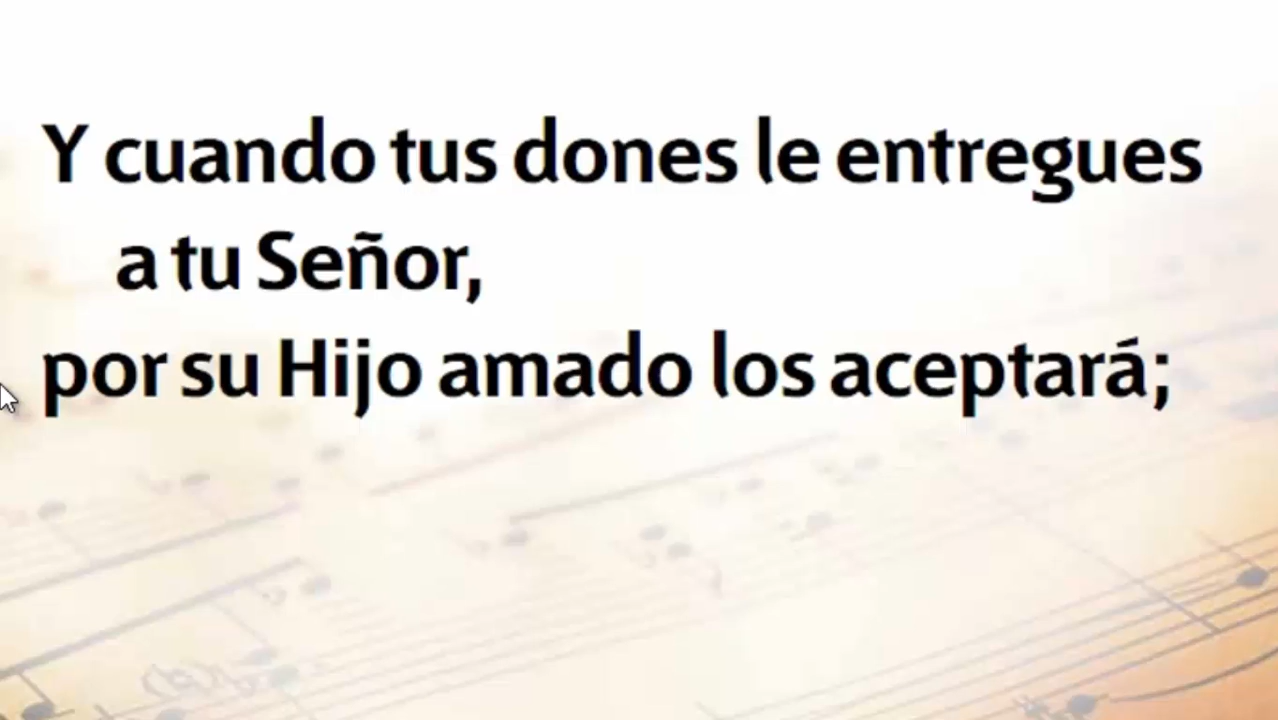 Y cuando tus dones le entregues
a tu Señor,
por su Hijo amado los aceptará;